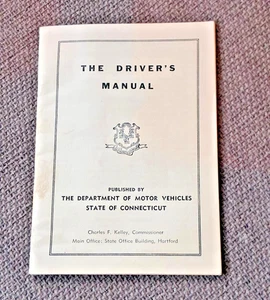 THE DRIVER'S
MANUAL
PUBLISHED BY
THE DEPARTMENT OF MOTOR VEHICLES
STATE OF CONNECTICUT
Charles F. Kelley, Commissioner
Main Office: State Office Building, Hartford